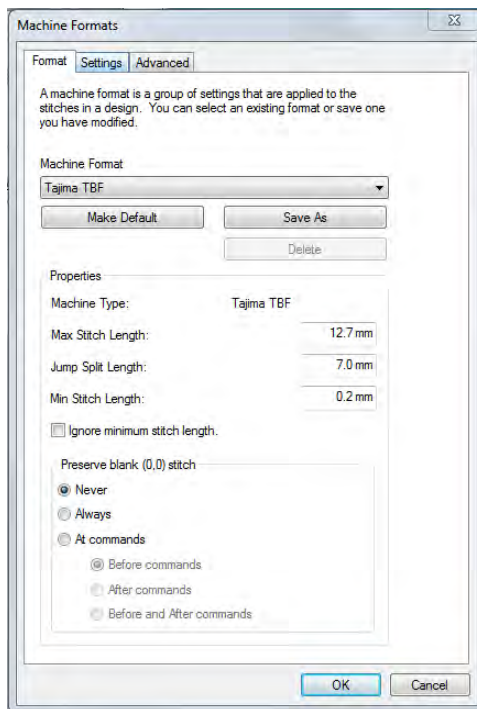 Machine Formats
Format Settings Advanced
A machine format is a group of settings that are applied to the
stitches in a design. You can select an existing format or save one
you have modified.
Machine Format
Tajima TBF
Make Default Save As
Delete
Properties
Machine Type: Tajima TBF
Max Stitch Length: 12.7 mm
Jump Split Length: 7.0 mm
Min Stitch Length: 0.2 mm
Ignore minimum stitch length.
Preserve blank (0,0) stitch
Never
Always
At commands
Before commands
After commands
Before and After commands
OK Cancel